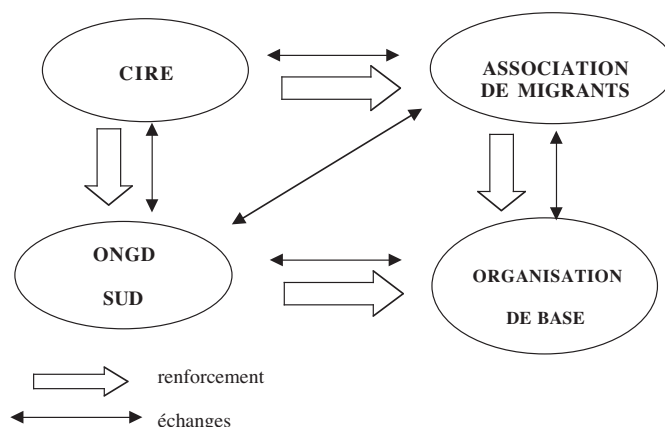 CIRE
ASSOCIATION
DE MIGRANTS
ONGD
SUD
ORGANISATION
DE BASE
renforcement
échanges